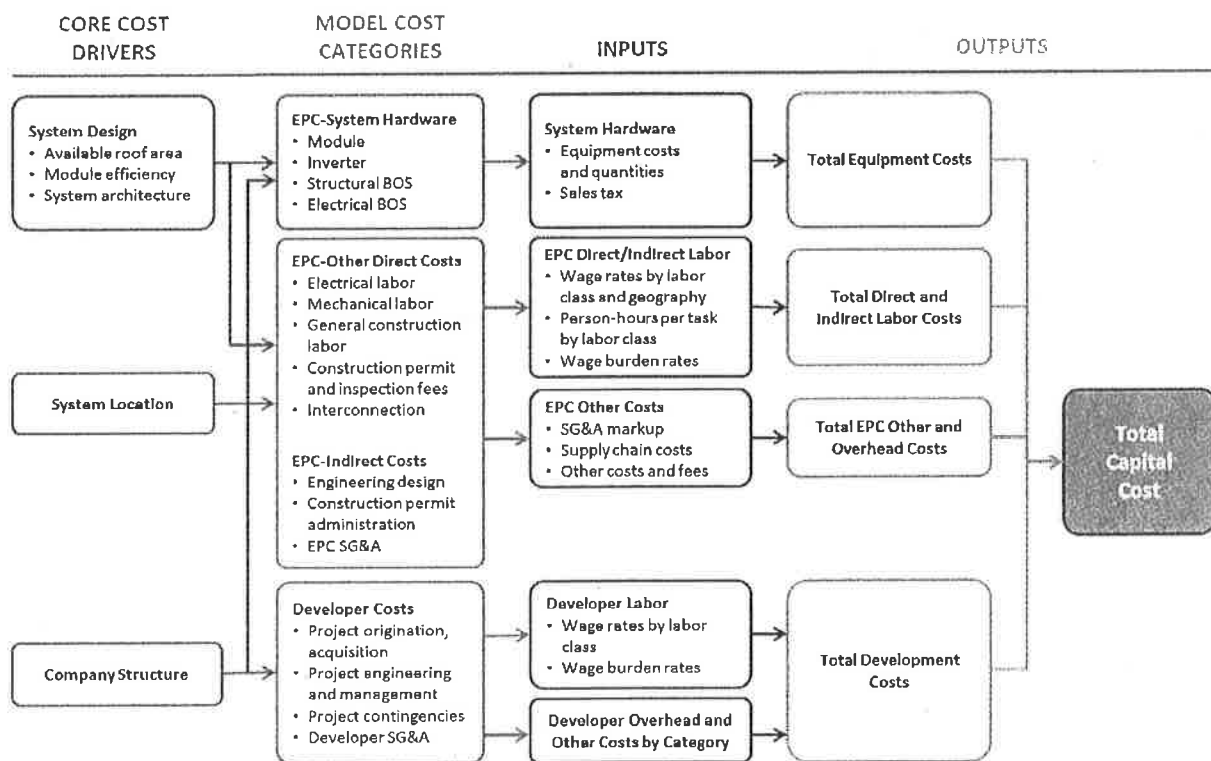 CORE COST
DRIVERS
MODEL COST
CATEGORIES
INPUTS
OUTPUTS
System Design
• Available roof area
• Module efficiency
• System architecture
System Location
Company Structure
EPC-System Hardware
• Module
• Inverter
• Structural BOS
• Electrical BOS
EPC-Other Direct Costs
• Electrical labor
• Mechanical labor
• General construction
labor
• Construction permit
and inspection fees
• Interconnection
EPC-Indirect Costs
• Engineering design
• Construction permit
administration
• EPC SG&A
Developer Costs
• Project origination,
acquisition
• Project engineering
and management
• Project contingencies
• Developer SG&A
System Hardware
• Equipment costs
and quantities
• Sales tax
EPC Direct/Indirect Labor
• Wage rates by labor
class and geography
• Person-hours per task
by labor class
• Wage burden rates
EPC Other Costs
• SG&A markup
• Supply chain costs
• Other costs and fees
Developer Labor
• Wage rates by labor
class
• Wage burden rates
Developer Overhead and
Other Costs by Category
Total Equipment Costs
Total Direct and
Indirect Labor Costs
Total EPC Other and
Overhead Costs
Total Development
Costs
Total
Capital
Cost